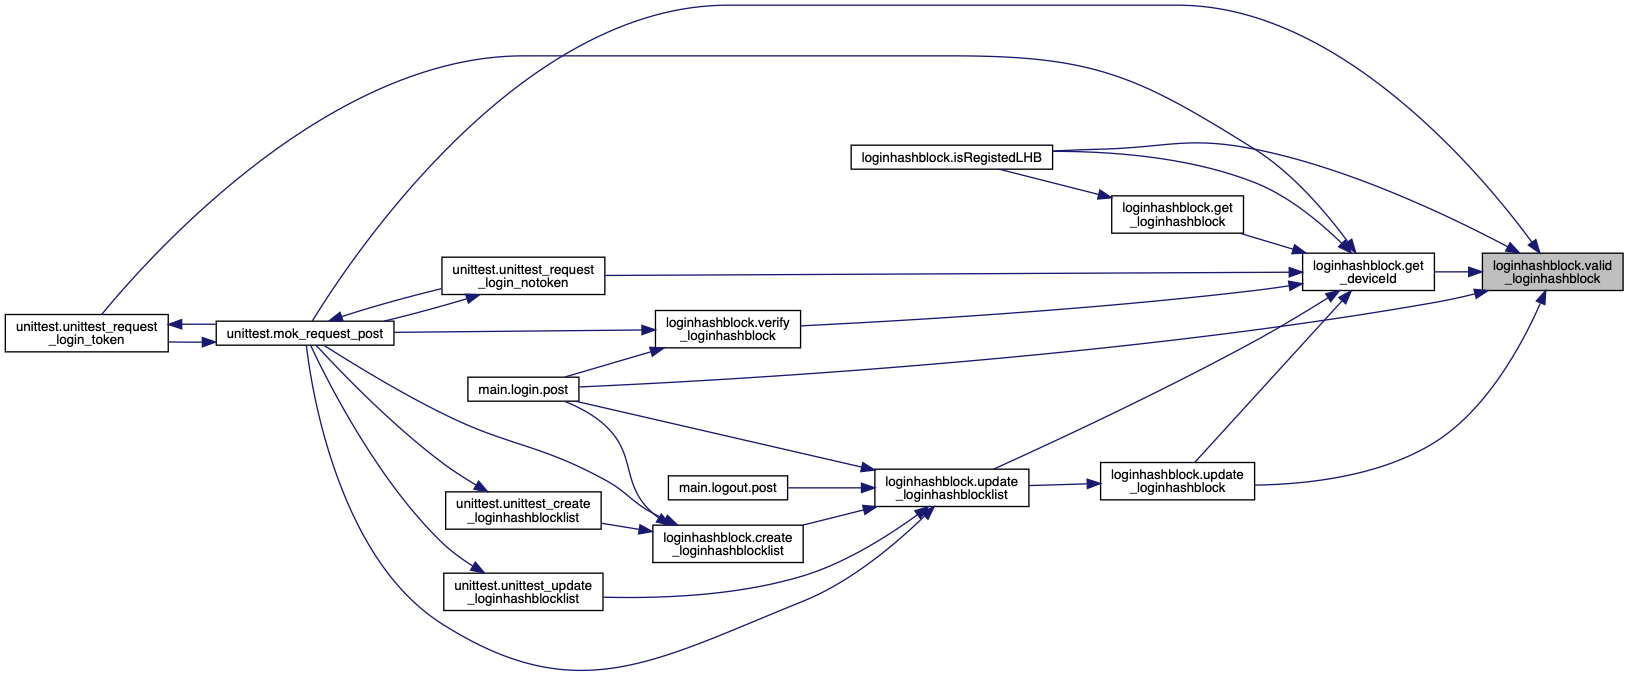 loginhashblock.isRegistedLHB
loginhashblock.get
_loginhashblock
unittest.unittest_request
_login_notoken
loginhashblock.get
_deviceId
loginhashblock.valid
_loginhashblock
unittest.unittest_request
_login_token
unittest.mok_request_post
loginhashblock.verify
_loginhashblock
main.login.post
main.logout.post
loginhashblock.update
_loginhashblocklist
loginhashblock.update
_loginhashblock
unittest.unittest_create
_loginhashblocklist
loginhashblock.create
_loginhashblocklist
unittest.unittest_update
_loginhashblocklist